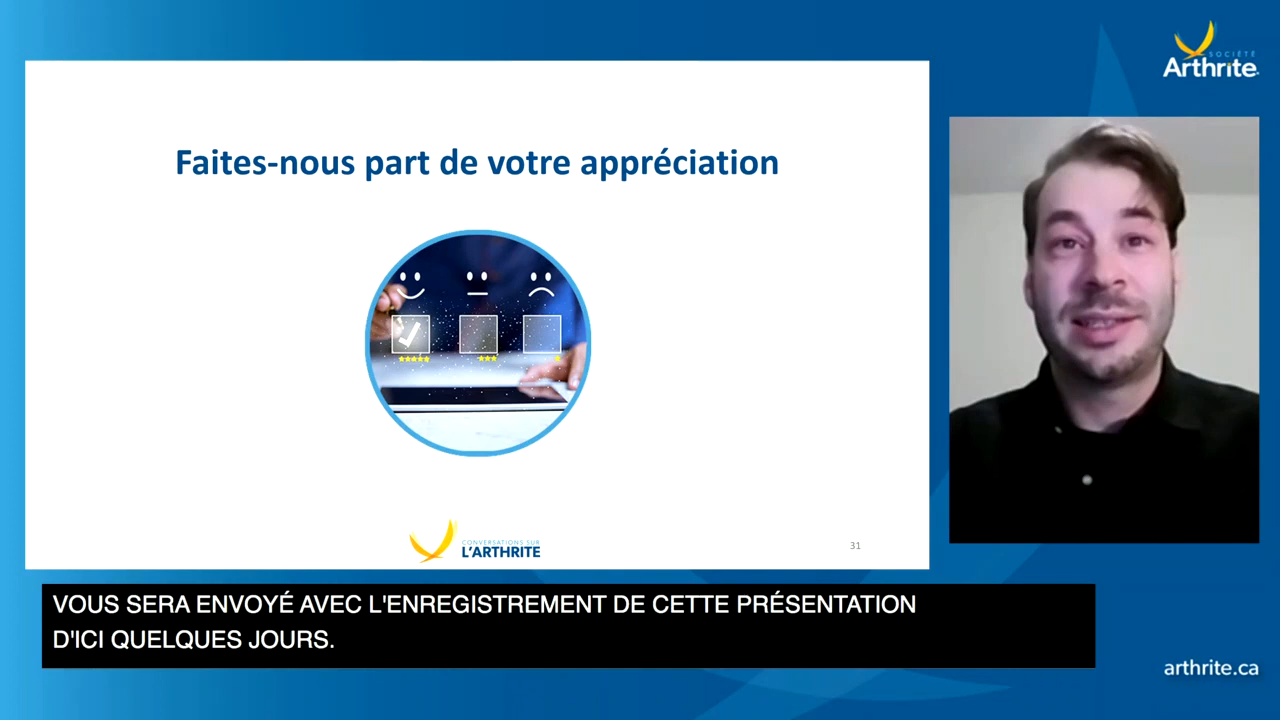 SOCIÉTÉ
Arthrite
Faites-nous part de votre appréciation
CONVERSATIONS SUR
L'ARTHRITE
31
VOUS SERA ENVOYÉ AVEC L'ENREGISTREMENT DE CETTE PRÉSENTATION
D'ICI QUELQUES JOURS.
arthrite.ca